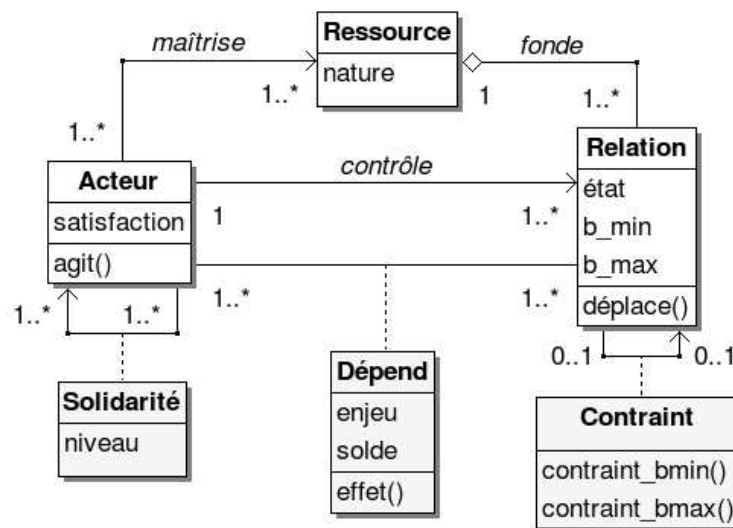 Ressource
maîtrise
fonde
nature
1..*
1
1..*
1..*
Relation
Acteur
contrôle
état
satisfaction
1
1..*
b_min
agit()
b_max
1..*
1..*
1..*
1..*
déplace()
0..1
0..1
Solidarité
niveau
Dépend
enjeu
solde
effet()
Contraint
contraint_bmin()
contraint_bmax()